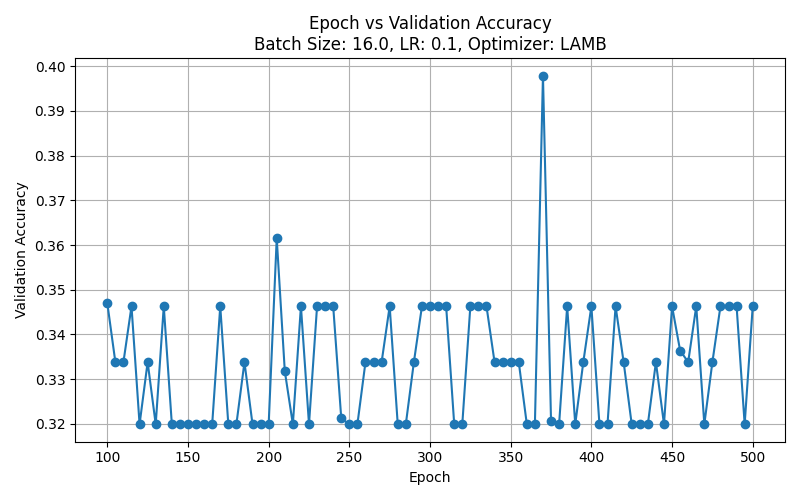 Epoch vs Validation Accuracy
Batch Size: 16.0, LR: 0.1, Optimizer: LAMB
0.40
0.39
0.38
0.37
0.36
0.35
0.34
0.33
0.32
Validation Accuracy
100 150 200 250 300 350 400 450 500
Epoch